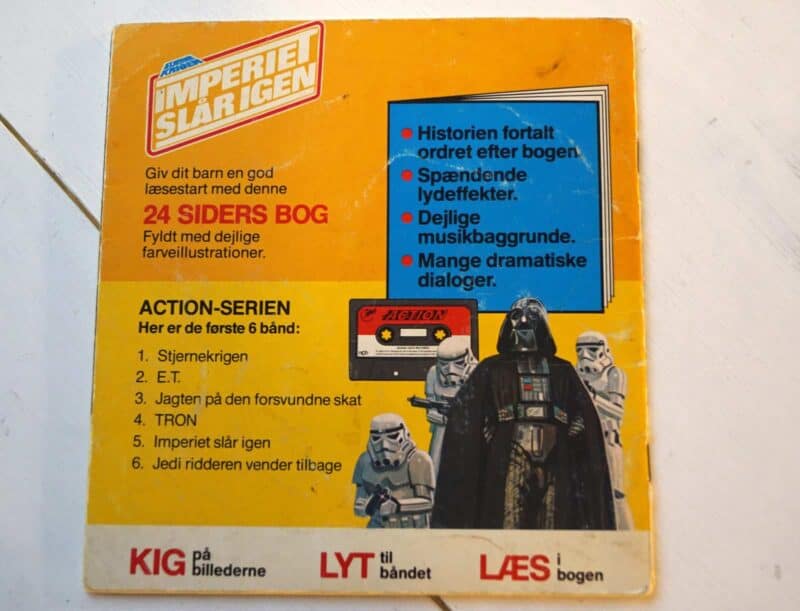 IMPERIET
SLÅR IGEN
Giv dit barn en god
læsestart med denne
24 SIDERS BOG
Fyldt med dejlige
farveillustrationer.
Historien fortalt
ordret efter bogen
Spændende
lydeffekter.
Dejlige
musikbaggrunde.
Mange dramatiske
dialoger.
ACTION-SERIEN
Her er de første 6 bånd:
1. Stjernekrigen
2. E.T.
3. Jagten på den forsvundne skat
4. TRON
5. Imperiet slår igen
6. Jedi ridderen vender tilbage
ACTION
KIG på billederne
LYT til båndet
LÆS i bogen